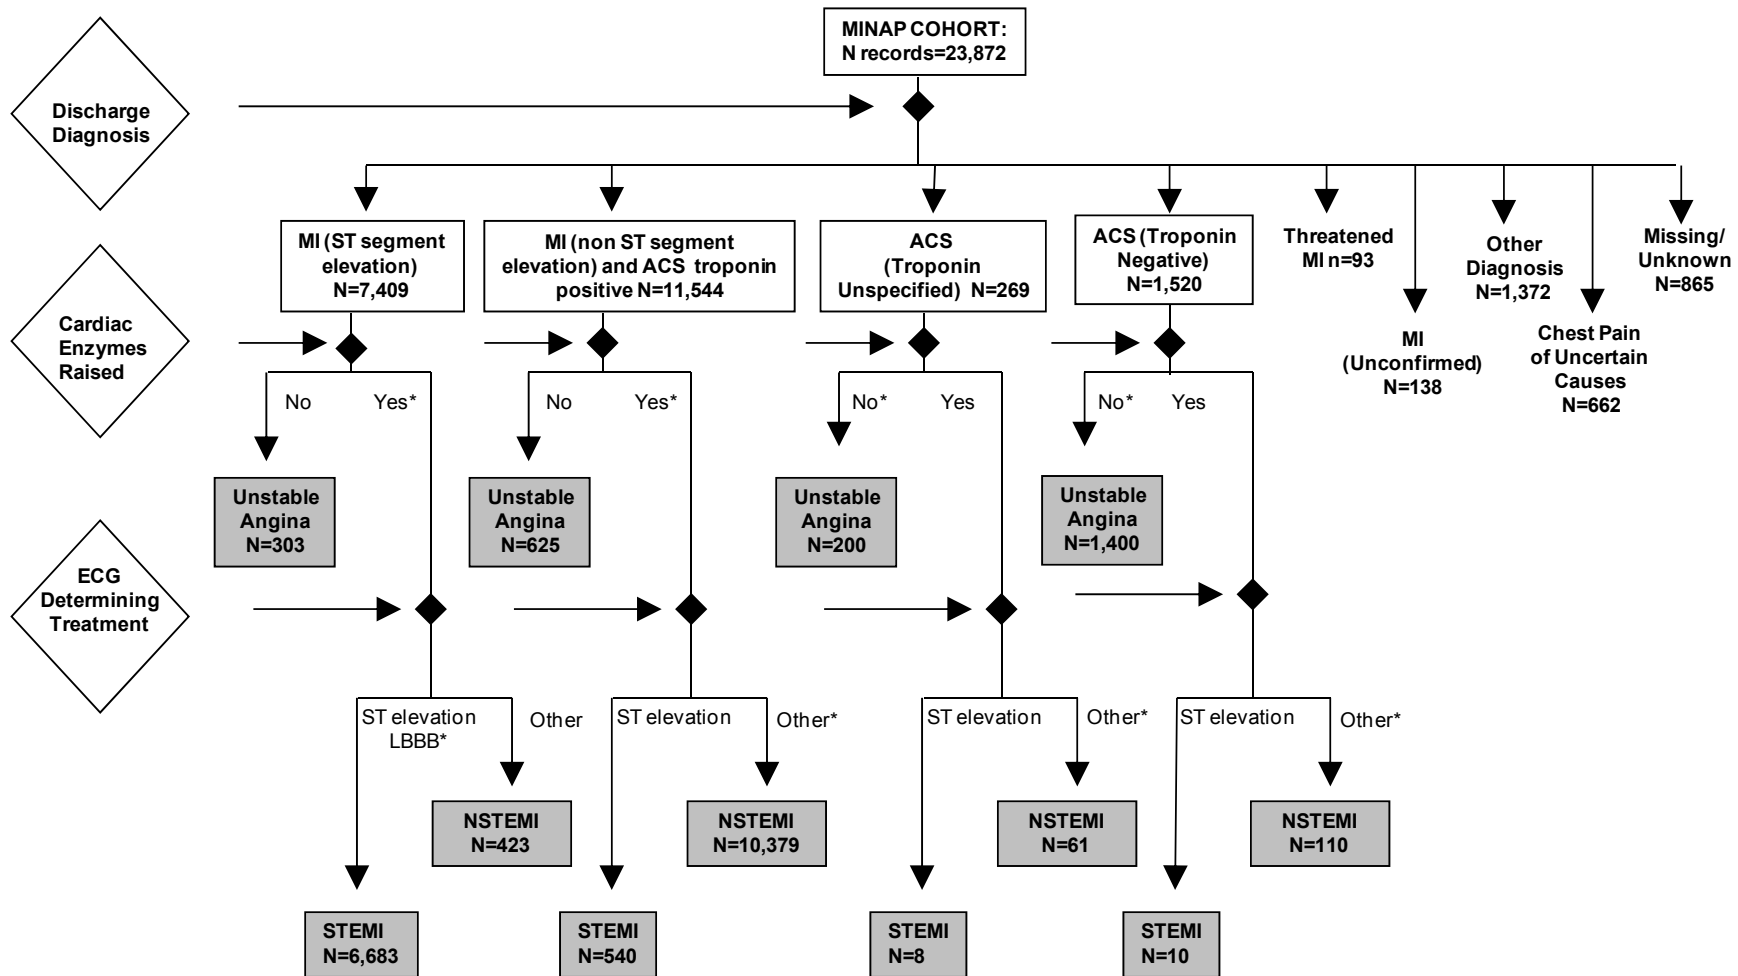 MINAP COHORT:
N records=23,872
Discharge
Diagnosis
MI (ST segment
elevation)
N=7,409
MI (non ST segment
elevation) and ACS troponin
positive N=11,544
ACS
(Troponin
Unspecified) N=269
ACS (Troponin
Negative)
N=1,520
Threatened
MI n=93
MI
(Unconfirmed)
N=138
Other
Diagnosis
N=1,372
Chest Pain
of Uncertain
Causes
N=662
Missing/
Unknown
N=865
Cardiac
Enzymes
Raised
No
Yes*
No
Yes*
No*
Yes
No*
Yes
Unstable
Angina
N=303
Unstable
Angina
N=625
Unstable
Angina
N=200
Unstable
Angina
N=1,400
ECG
Determining
Treatment
ST elevation
LBBB*
Other
ST elevation
Other*
ST elevation
Other*
ST elevation
Other*
NSTEMI
N=423
NSTEMI
N=10,379
NSTEMI
N=61
NSTEMI
N=110
STEMI
N=6,683
STEMI
N=540
STEMI
N=8
STEMI
N=10